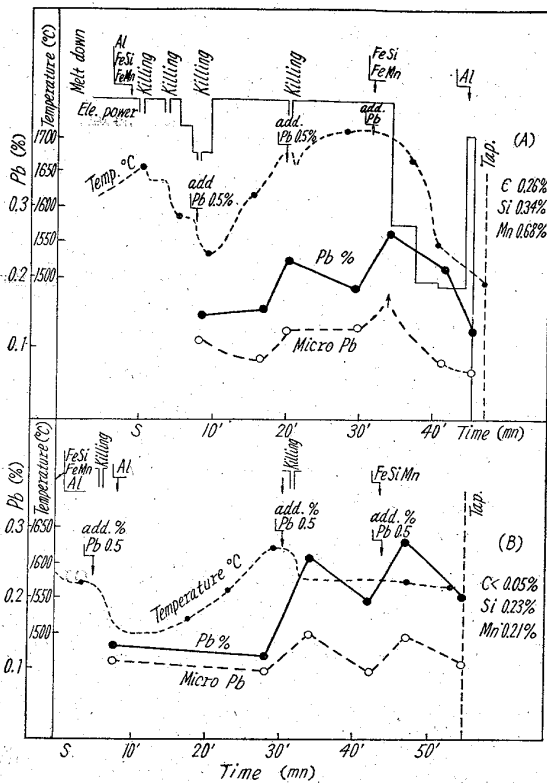 Pb (%)
Temperature(°C)
Melt down
Al
FeSi
FeMn
Killing
Killing
Killing
Killing
FeSi
FeMn
Al
Ele. power
1700
1650
0.3
1600
1550
0.2
1500
0.1
Temp. °C
add
Pb 0.5%
add.
Pb 0.5%
add.
Pb
(A)
Tap.
C 0.26%
Si 0.34%
Mn 0.68%
Pb %
Micro Pb
S
10'
20'
30'
40'
Time (mn)
Pb (%)
Temperature(°C)
FeSi
FeMn
Al
Killing
Al
Killing
FeSiMn
add. %
Pb 0.5
add. %
Pb 0.5
add. %
Pb 0.5
Tap.
0.3
1650
1600
0.2
1550
1500
0.1
Temperature °C
(B)
C<0.05%
Si 0.23%
Mn 0.21%
Pb %
Micro Pb
S.
10'
20'
30'
40'
50'
Time (mn)